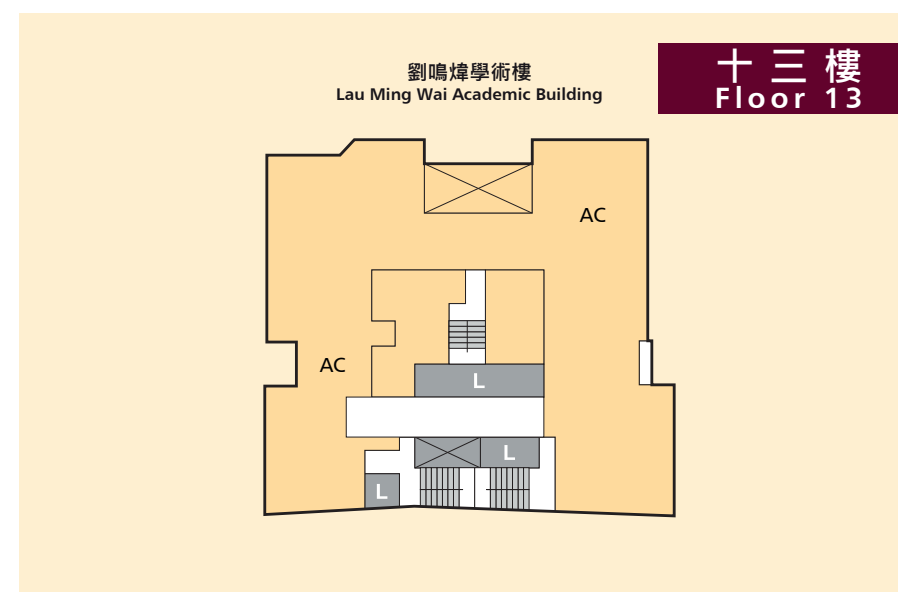 十三樓
Floor 13
劉鳴煒學術樓
Lau Ming Wai Academic Building
AC
AC
L
L
L